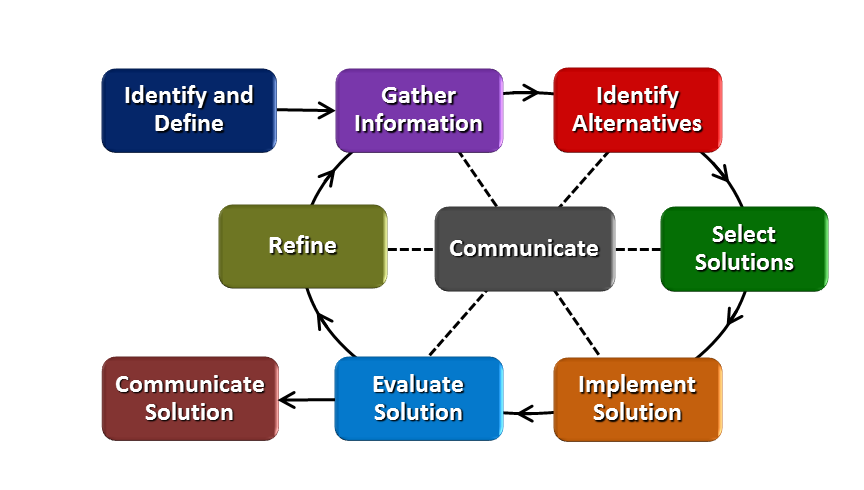 Identify and
Define
Gather
Information
Identify
Alternatives
Refine
Communicate
Select
Solutions
Communicate
Solution
Evaluate
Solution
Implement
Solution